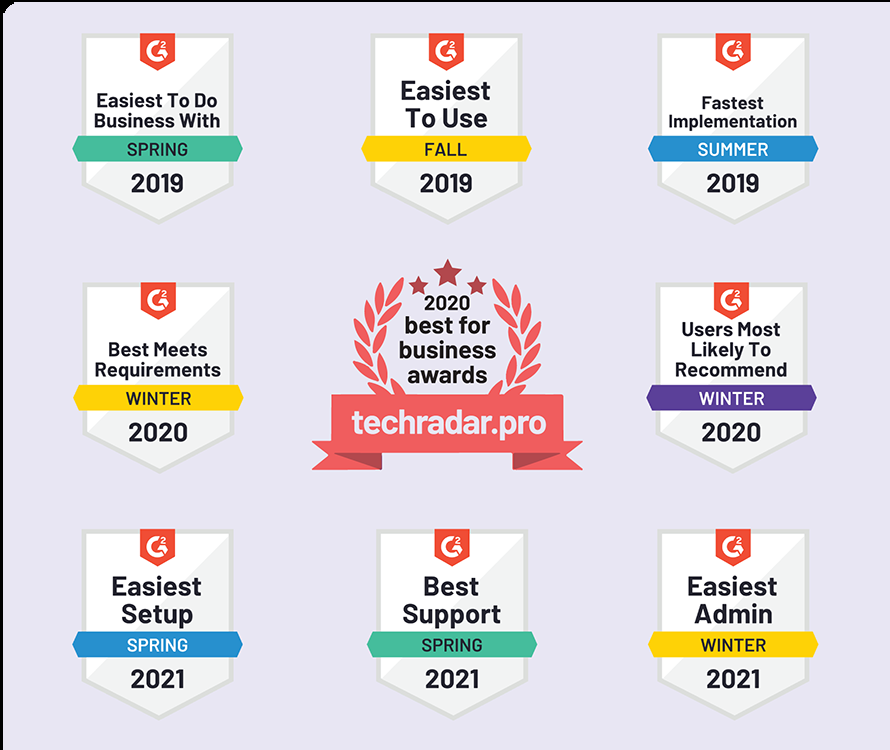 G2
Easiest To Do
Business With
SPRING
2019
G2
Easiest
To Use
FALL
2019
G2
Fastest
Implementation
SUMMER
2019
G2
Best Meets
Requirements
WINTER
2020
2020
best for
business
awards
techradar.pro
G2
Users Most
Likely To
Recommend
WINTER
2020
G2
Easiest
Setup
SPRING
2021
G2
Best
Support
SPRING
2021
G2
Easiest
Admin
WINTER
2021